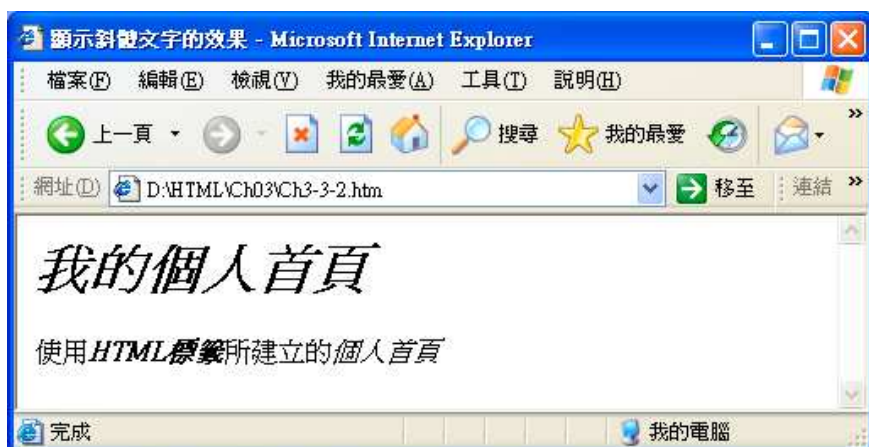 顯示斜體文字的效果 - Microsoft Internet Explorer
檔案(F) 編輯(E) 檢視(V) 我的最愛(A) 工具(T) 說明(H)
上一頁 搜尋 我的最愛 »
網址(D) D:\HTML\Ch03\Ch3-3-2.htm 移至 連結 »
我的個人首頁
使用HTML標籤所建立的個人首頁
完成 我的電腦